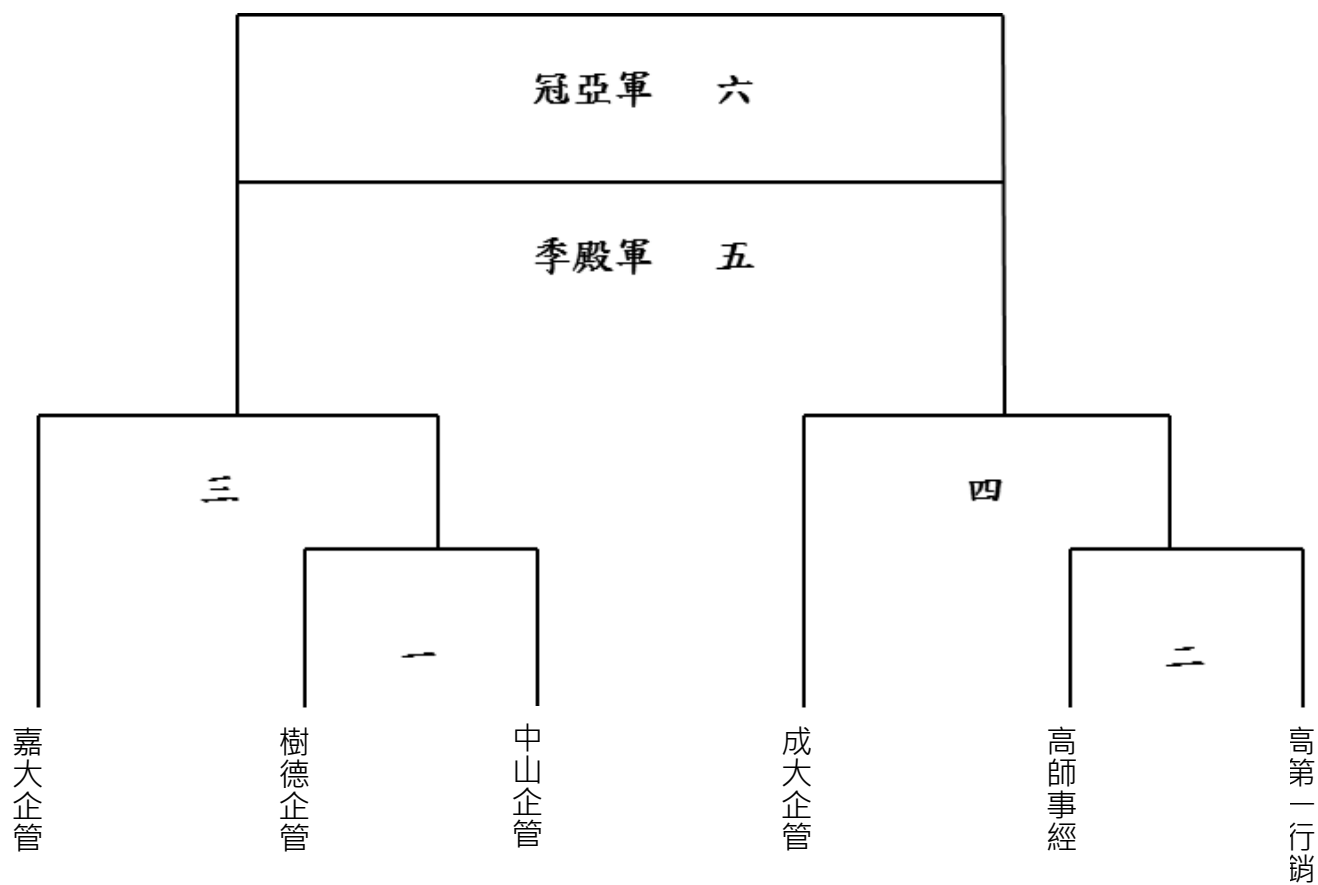 冠亞軍 六
季殿軍 五
三
四
一
二
嘉大企管
樹德企管
中山企管
成大企管
高師事經
高第一行銷